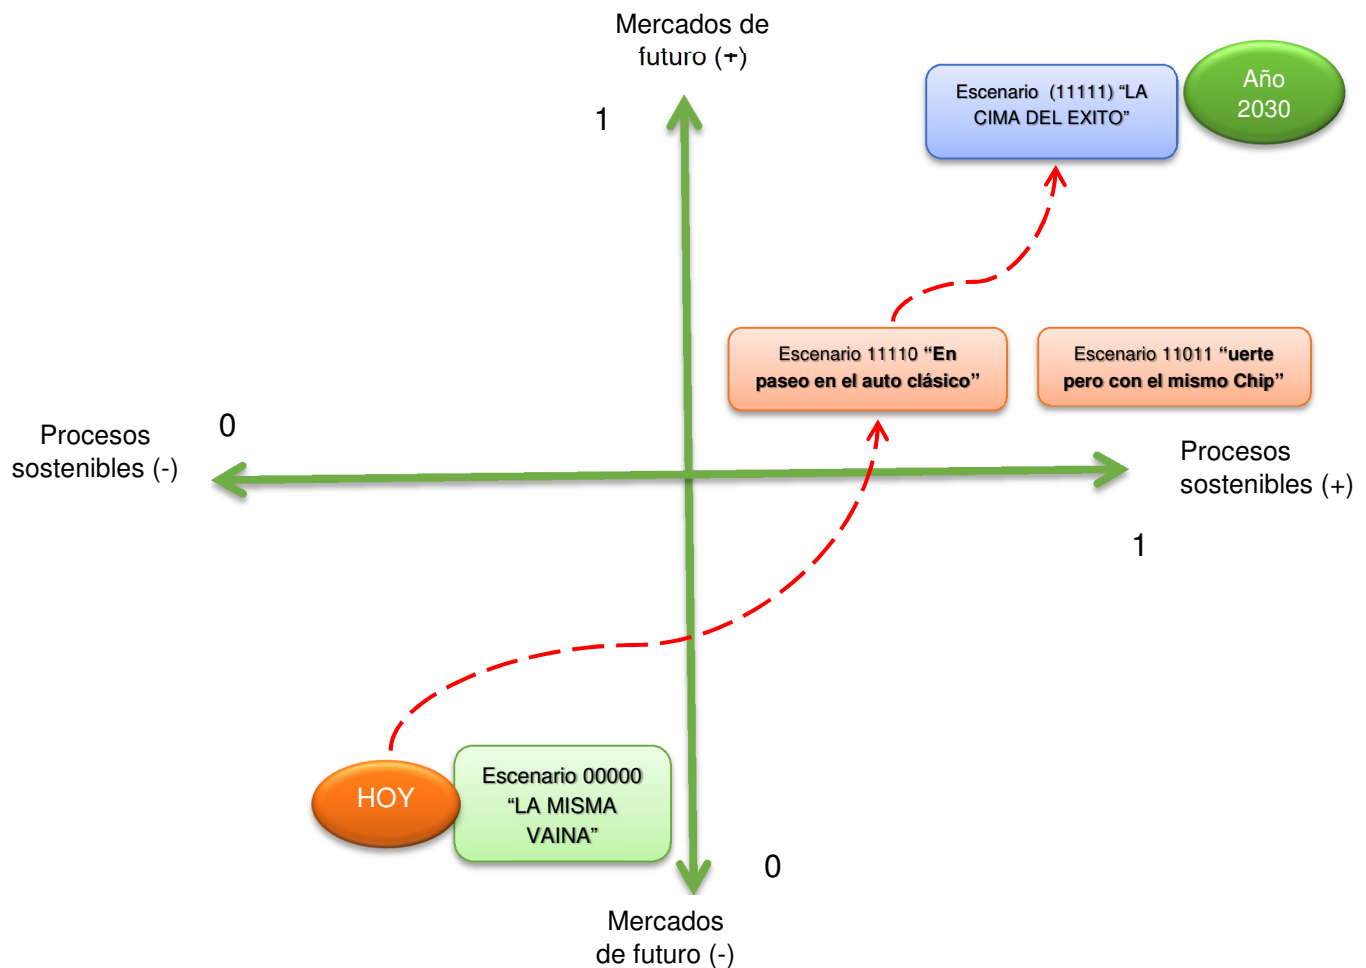 Mercados de
futuro (+)
1
Escenario (11111) “LA
CIMA DEL EXITO”
Año
2030
Escenario 11110 “En
paseo en el auto clásico”
Escenario 11011 “uerte
pero con el mismo Chip”
0
Procesos
sostenibles (-)
Procesos
sostenibles (+)
1
HOY
Escenario 00000
“LA MISMA
VAINA”
0
Mercados
de futuro (-)